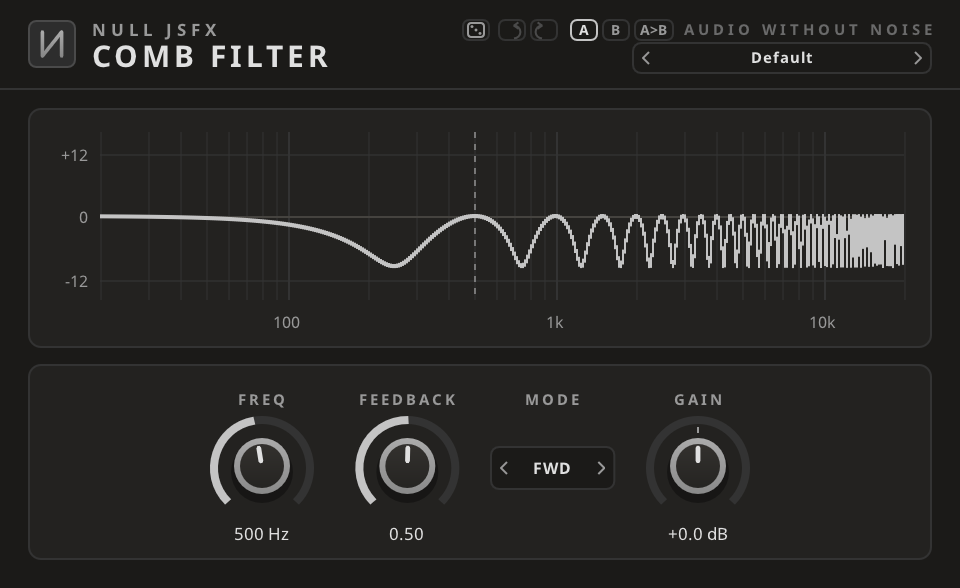 NULL JSFX
COMB FILTER
A B A>B AUDIO WITHOUT NOISE
Default
+12
0
-12
100 1k 10k
FREQ FEEDBACK MODE GAIN
FWD
500 Hz 0.50 +0.0 dB